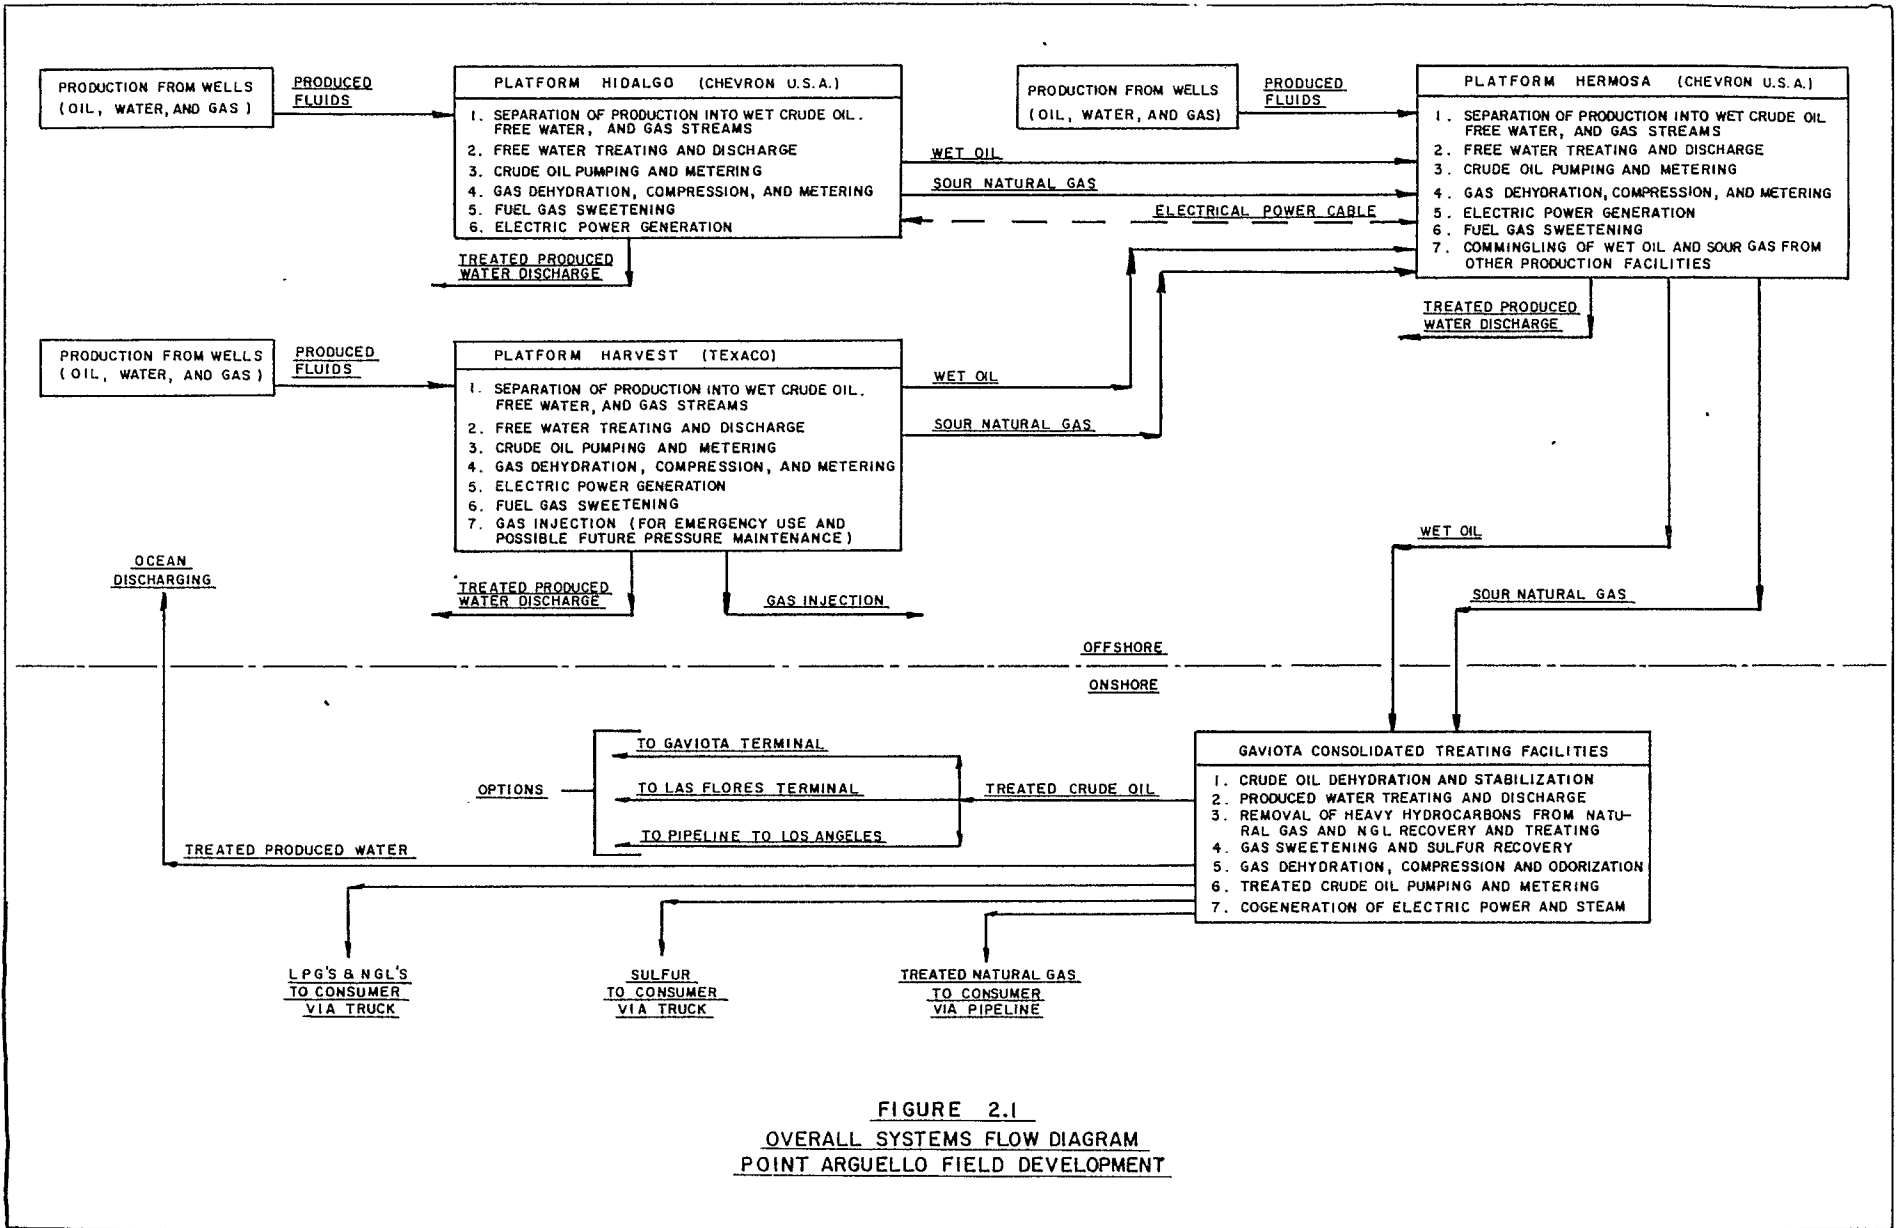 PRODUCTION FROM WELLS
(OIL, WATER, AND GAS)
PRODUCED
FLUIDS
PLATFORM HIDALGO (CHEVRON U.S.A.)
1. SEPARATION OF PRODUCTION INTO WET CRUDE OIL.
FREE WATER, AND GAS STREAMS
2. FREE WATER TREATING AND DISCHARGE
3. CRUDE OIL PUMPING AND METERING
4. GAS DEHYDRATION, COMPRESSION, AND METERING
5. FUEL GAS SWEETENING
6. ELECTRIC POWER GENERATION
TREATED PRODUCED
WATER DISCHARGE
WET OIL
SOUR NATURAL GAS
ELECTRICAL POWER CABLE
PRODUCTION FROM WELLS
(OIL, WATER, AND GAS)
PRODUCED
FLUIDS
PLATFORM HERMOSA (CHEVRON U.S.A.)
1. SEPARATION OF PRODUCTION INTO WET CRUDE OIL
FREE WATER, AND GAS STREAMS
2. FREE WATER TREATING AND DISCHARGE
3. CRUDE OIL PUMPING AND METERING
4. GAS DEHYDRATION, COMPRESSION, AND METERING
5. ELECTRIC POWER GENERATION
6. FUEL GAS SWEETENING
7. COMMINGLING OF WET OIL AND SOUR GAS FROM
OTHER PRODUCTION FACILITIES
TREATED PRODUCED
WATER DISCHARGE
PRODUCTION FROM WELLS
(OIL, WATER, AND GAS)
PRODUCED
FLUIDS
PLATFORM HARVEST (TEXACO)
1. SEPARATION OF PRODUCTION INTO WET CRUDE OIL.
FREE WATER, AND GAS STREAMS
2. FREE WATER TREATING AND DISCHARGE
3. CRUDE OIL PUMPING AND METERING
4. GAS DEHYDRATION, COMPRESSION, AND METERING
5. ELECTRIC POWER GENERATION
6. FUEL GAS SWEETENING
7. GAS INJECTION (FOR EMERGENCY USE AND
POSSIBLE FUTURE PRESSURE MAINTENANCE)
WET OIL
SOUR NATURAL GAS
TREATED PRODUCED
WATER DISCHARGE
GAS INJECTION
OCEAN
DISCHARGING
WET OIL
SOUR NATURAL GAS
OFFSHORE
ONSHORE
GAVIOTA CONSOLIDATED TREATING FACILITIES
1. CRUDE OIL DEHYDRATION AND STABILIZATION
2. PRODUCED WATER TREATING AND DISCHARGE
3. REMOVAL OF HEAVY HYDROCARBONS FROM NATU-
RAL GAS AND NGL RECOVERY AND TREATING
4. GAS SWEETENING AND SULFUR RECOVERY
5. GAS DEHYDRATION, COMPRESSION AND ODORIZATION
6. TREATED CRUDE OIL PUMPING AND METERING
7. COGENERATION OF ELECTRIC POWER AND STEAM
OPTIONS
TO GAVIOTA TERMINAL
TO LAS FLORES TERMINAL
TO PIPELINE TO LOS ANGELES
TREATED CRUDE OIL
TREATED PRODUCED WATER
LPG'S & NGL'S
TO CONSUMER
VIA TRUCK
SULFUR
TO CONSUMER
VIA TRUCK
TREATED NATURAL GAS
TO CONSUMER
VIA PIPELINE
FIGURE 2.1
OVERALL SYSTEMS FLOW DIAGRAM
POINT ARGUELLO FIELD DEVELOPMENT